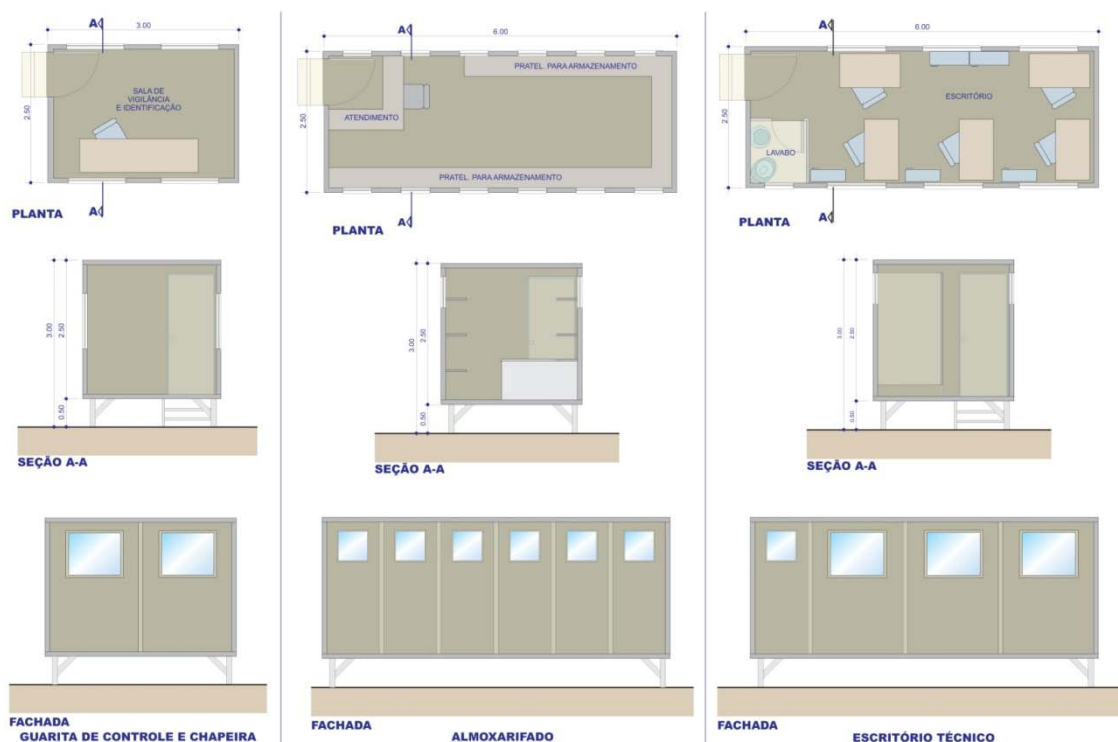 A
3.00
2.50
SALA DE
VIGILÂNCIA
E IDENTIFICAÇÃO
A
PLANTA
3.00
2.50
0.50
SEÇÃO A-A
FACHADA
GUARITA DE CONTROLE E CHAPEIRA
A
6.00
2.50
PRATEL. PARA ARMAZENAMENTO
ATENDIMENTO
PRATEL. PARA ARMAZENAMENTO
A
PLANTA
3.00
2.50
0.50
SEÇÃO A-A
FACHADA
ALMOXARIFADO
A
6.00
2.50
ESCRITÓRIO
LAVABO
A
PLANTA
3.00
2.50
0.50
SEÇÃO A-A
FACHADA
ESCRITÓRIO TÉCNICO